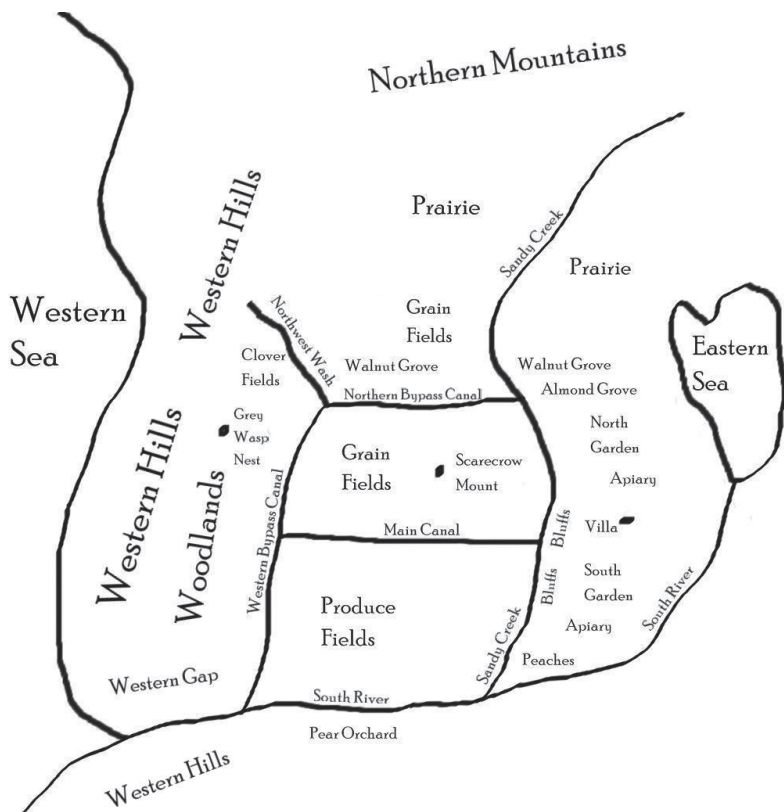 Northern Mountains
Western Hills
Prairie
Sandy Creek
Prairie
Western
Sea
Northwest Wash
Grain
Fields
Eastern
Sea
Clover
Fields
Walnut Grove
Walnut Grove
Northern Bypass Canal
Almond Grove
Grey
Wasp
Nest
North
Garden
Western Hills
Woodlands
Grain
Fields
Scarecrow
Mount
Apiary
Western Bypass Canal
Main Canal
Bluffs
Villa
Bluffs
South
Garden
South River
Produce
Fields
Sandy Creek
Apiary
Peaches
Western Gap
South River
Pear Orchard
Western Hills